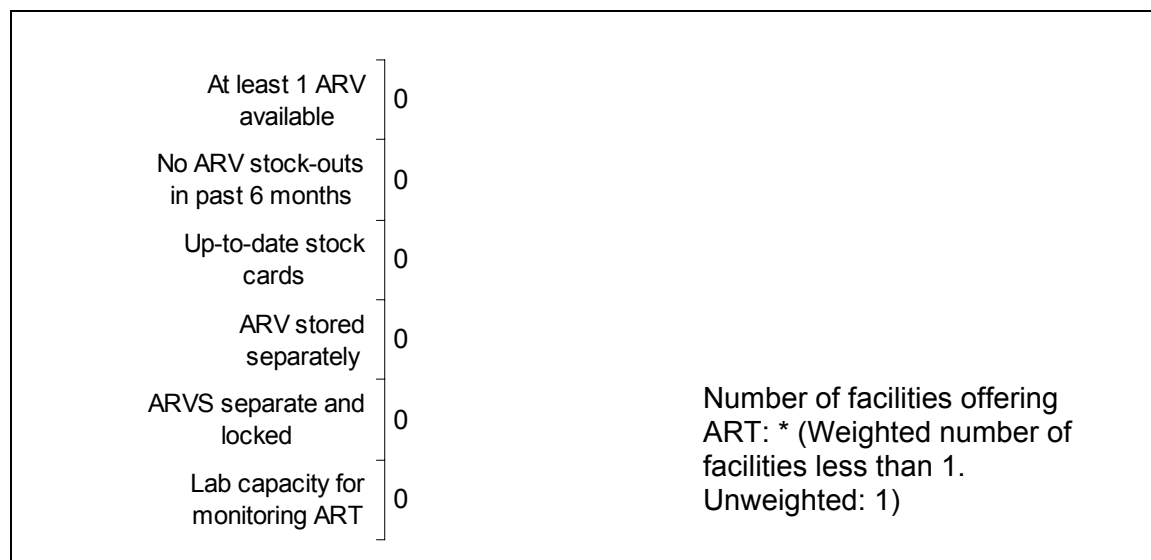 At least 1 ARV
available
0
No ARV stock-outs
in past 6 months
0
Up-to-date stock
cards
0
ARV stored
separately
0
ARVS separate and
locked
0
Lab capacity for
monitoring ART
0
Number of facilities offering
ART: * (Weighted number of
facilities less than 1.
Unweighted: 1)